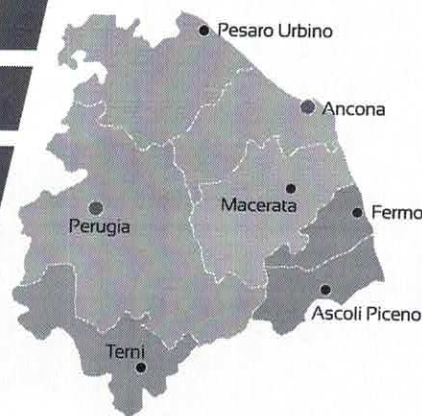 Pesaro Urbino
Ancona
Macerata
Fermo
Perugia
Ascoli Piceno
Terni